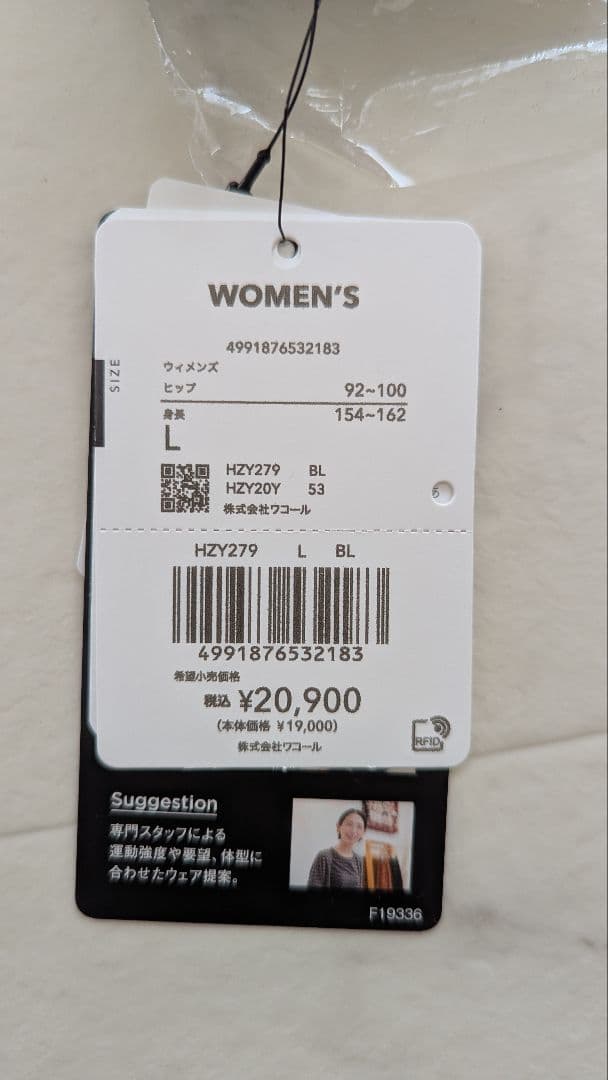 WOMEN'S
4991876532183
SIZE
ウィメンズ
ヒップ 92~100
身長 154~162
L
HZY279 BL
HZY20Y 53
株式会社ワコール
HZY279 L BL
4991876532183
希望小売価格
税込 ¥20,900
(本体価格 ¥19,000)
株式会社ワコール
RFID
Suggestion
専門スタッフによる
運動強度や要望、体型に
合わせたウェア提案。
F19336